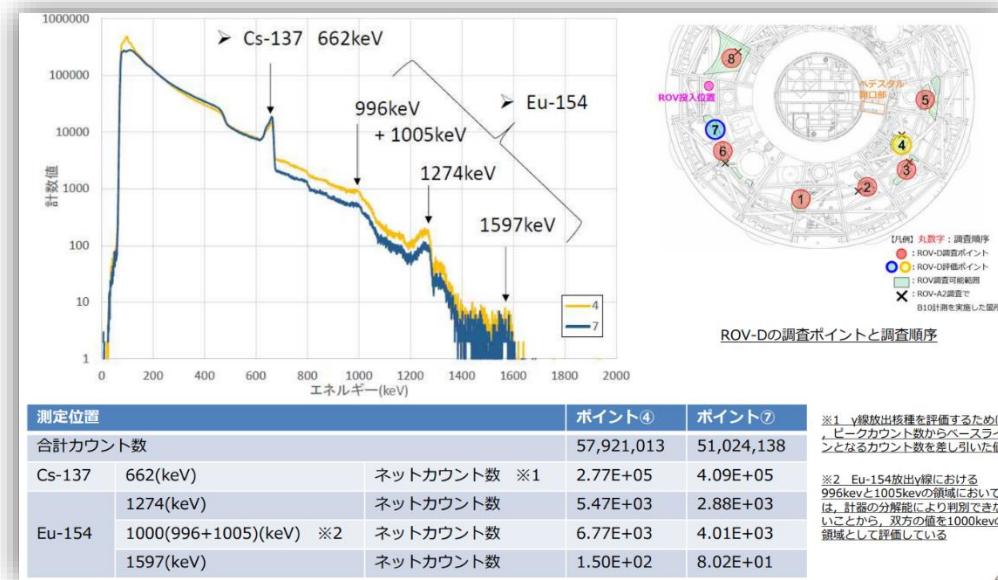 1000000
100000
10000
1000
100
10
1
計数値
➤ Cs-137 662keV
996keV
+ 1005keV
➤ Eu-154
1274keV
1597keV
4
7
0 200 400 600 800 1000 1200 1400 1600 1800 2000
エネルギー(keV)
8
ROV投入位置
ペデスタル
開口部
5
7
4
6
3
2
1
【凡例】丸数字:調査順序
:ROV-D調査ポイント
:ROV-D評価ポイント
:ROV調査可能範囲
:ROV-A2調査で
B10計測を実施した箇所
ROV-Dの調査ポイントと調査順序
測定位置 ポイント④ ポイント⑦
合計カウント数 57,921,013 51,024,138
Cs-137 662(keV) ネットカウント数 ※1 2.77E+05 4.09E+05
Eu-154 1274(keV) ネットカウント数 5.47E+03 2.88E+03
1000(996+1005)(keV) ※2 ネットカウント数 6.77E+03 4.01E+03
1597(keV) ネットカウント数 1.50E+02 8.02E+01
※1 γ線放出核種を評価するため
,ピークカウント数からベースライ
ンとなるカウント数を差し引いた値
※2 Eu-154放出γ線における
996kevと1005kevの領域において
は,計器の分解能により判別できな
いことから,双方の値を1000kevの
領域として評価している